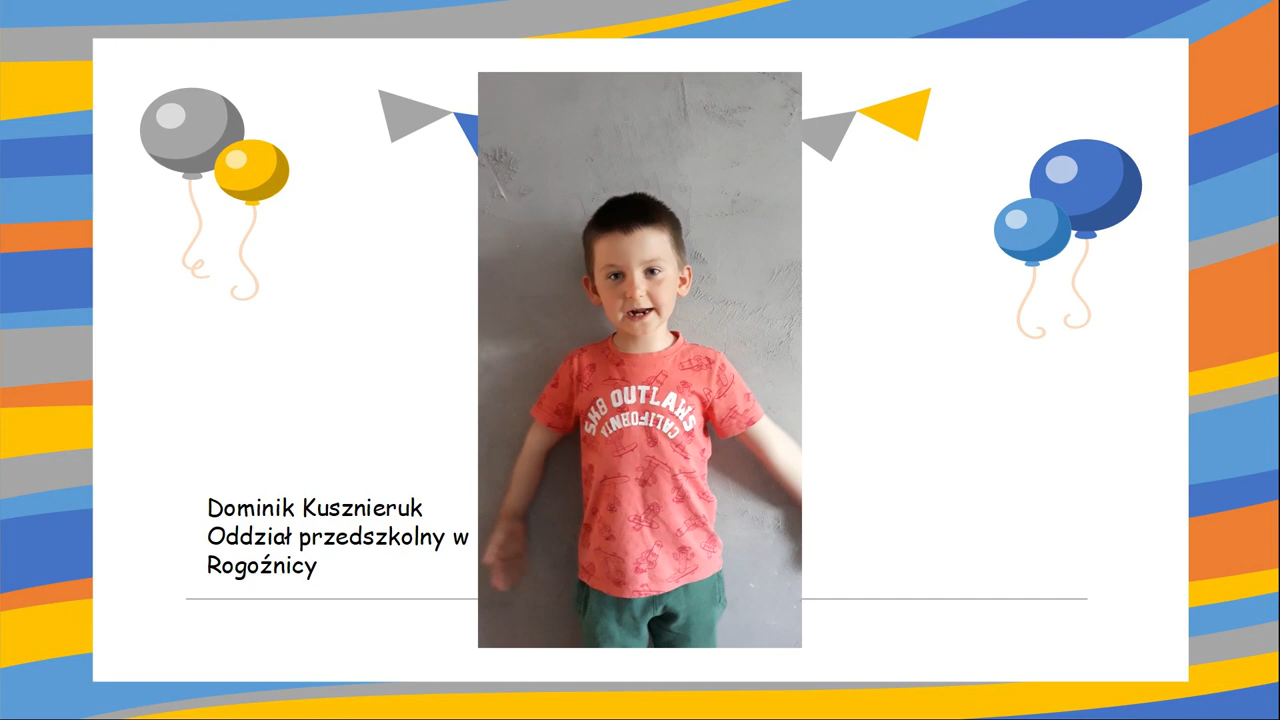 SK8 OUTLAWS
CALIFORNIA
Dominik Kusznieruk
Oddział przedszkolny w
Rogoźnicy